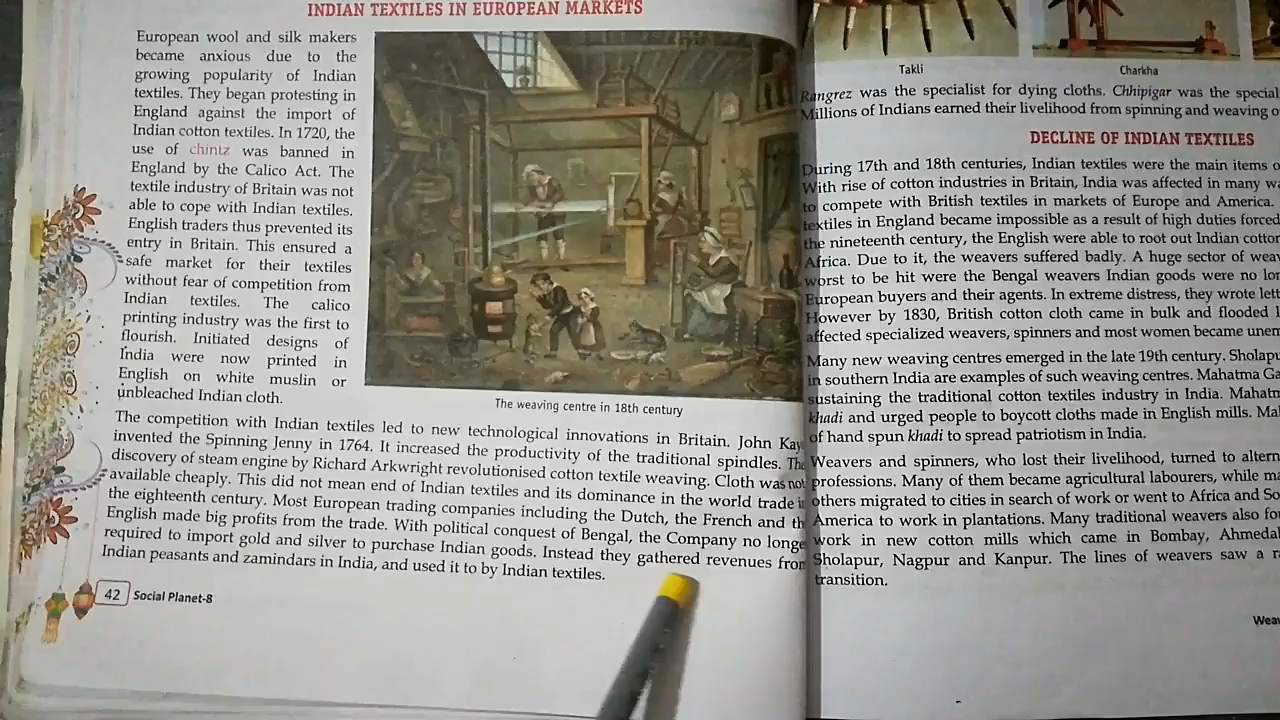 INDIAN TEXTILES IN EUROPEAN MARKETS
European wool and silk makers
became anxious due to the
growing popularity of Indian
textiles. They began protesting in
England against the import of
Indian cotton textiles. In 1720, the
use of chintz was banned in
England by the Calico Act. The
textile industry of Britain was not
able to cope with Indian textiles.
English traders thus prevented its
entry in Britain. This ensured a
safe market for their textiles
without fear of competition from
Indian textiles. The calico
printing industry was the first to
flourish. Initiated designs of
India were now printed in
English on white muslin or
unbleached Indian cloth.
The weaving centre in 18th century
The competition with Indian textiles led to new technological innovations in Britain. John Kay
invented the Spinning Jenny in 1764. It increased the productivity of the traditional spindles. The
discovery of steam engine by Richard Arkwright revolutionised cotton textile weaving. Cloth was not
available cheaply. This did not mean end of Indian textiles and its dominance in the world trade
the eighteenth century. Most European trading companies including the Dutch, the French and
English made big profits from the trade. With political conquest of Bengal, the Company no
required to import gold and silver to purchase Indian goods. Instead they gathered revenues
Indian peasants and zamindars in India, and used it to by Indian textiles.
42 Social Planet-8
Takli
Charkha
Rangrez was the specialist for dying cloths. Chhipigar was the
Millions of Indians earned their livelihood from spinning and weaving
DECLINE OF INDIAN TEXTILES
During 17th and 18th centuries, Indian textiles were the main items
With rise of cotton industries in Britain, India was affected in many
to compete with British textiles in markets of Europe and America.
textiles in England became impossible as a result of high duties forced
the nineteenth century, the English were able to root out Indian
Africa. Due to it, the weavers suffered badly. A huge sector of
worst to be hit were the Bengal weavers Indian goods were no
European buyers and their agents. In extreme distress, they wrote
However by 1830, British cotton cloth came in bulk and flooded
affected specialized weavers, spinners and most women became
Many new weaving centres emerged in the late 19th century.
in southern India are examples of such weaving centres. Mahatma
sustaining the traditional cotton textiles industry in India.
khadi and urged people to boycott cloths made in English mills.
of hand spun khadi to spread patriotism in India.
Weavers and spinners, who lost their livelihood, turned to
professions. Many of them became agricultural labourers, while
others migrated to cities in search of work or went to Africa and
America to work in plantations. Many traditional weavers also
work in new cotton mills which came in Bombay,
Sholapur, Nagpur and Kanpur. The lines of weavers saw a
transition.